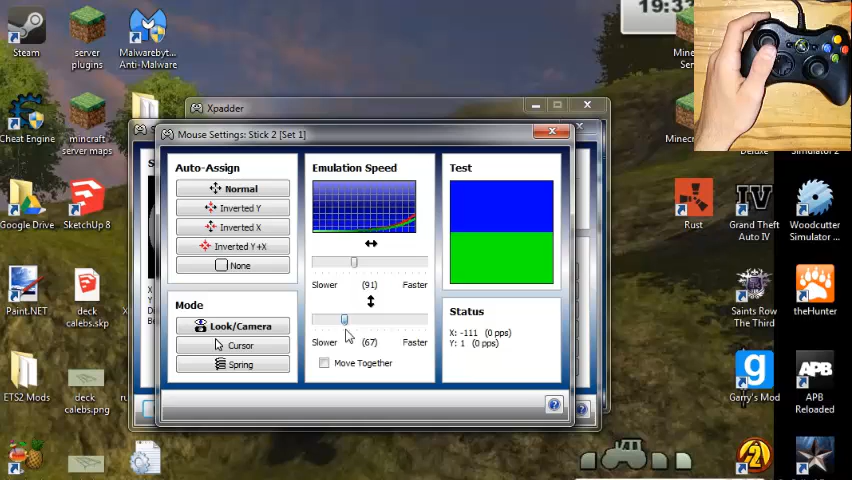 19:33
Steam
server
plugins
Malwarebyt...
Anti-Malware
Cheat Engine
mincraft
server maps
Google Drive
SketchUp 8
Paint.NET
deck
calebs.skp
ETS2 Mods
deck
calebs.png
Xpadder
Mouse Settings: Stick 2 [Set 1]
Auto-Assign
Normal
Inverted Y
Inverted X
Inverted Y+X
None
Mode
Look/Camera
Cursor
Spring
Emulation Speed
Slower (91) Faster
Slower (67) Faster
Move Together
Test
Status
X: -111 (0 pps)
Y: 1 (0 pps)
Rust
Grand Theft
Auto IV
Woodcutter
Simulator ...
Saints Row
The Third
theHunter
Garry's Mod
APB
Reloaded